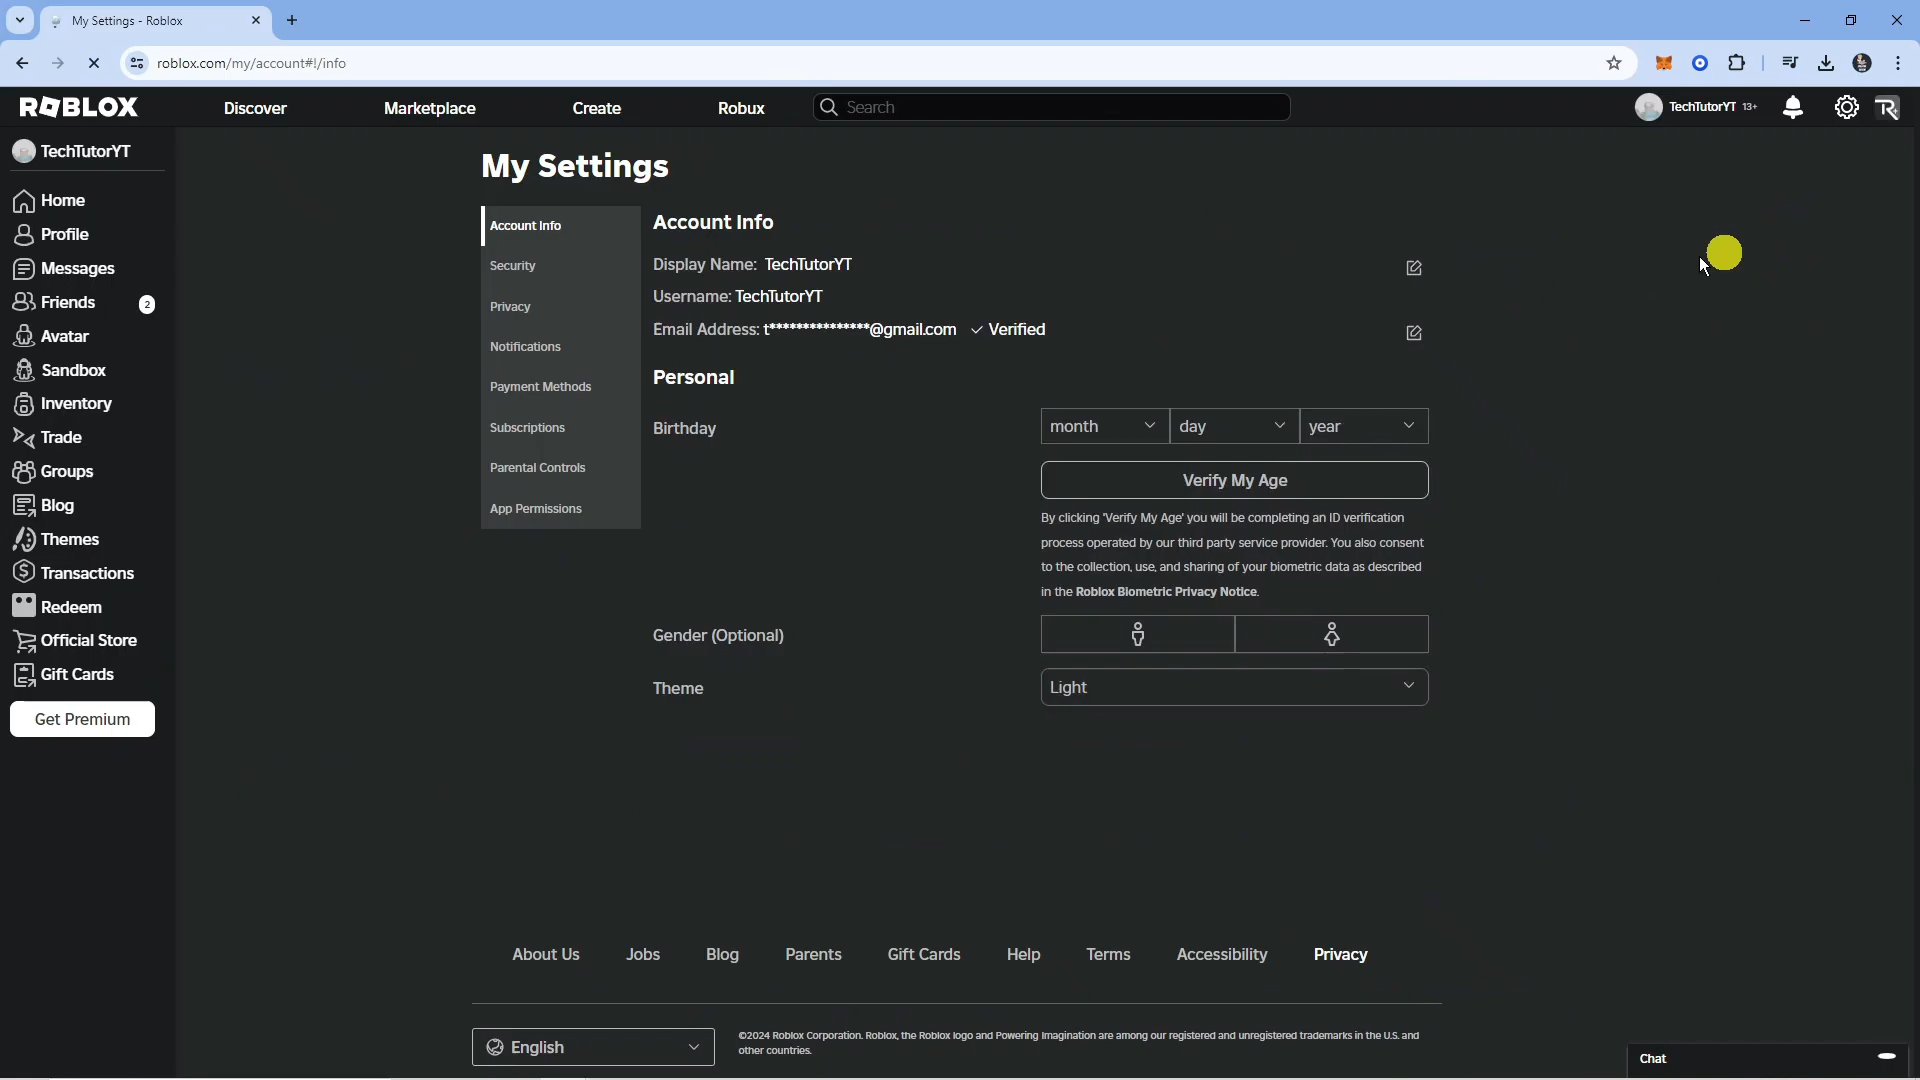 My Settings - Roblox
roblox.com/my/account#!/info
ROBLOX
Discover
Marketplace
Create
Robux
Search
TechTutorYT 13+
TechTutorYT
Home
Profile
Messages
Friends
2
Avatar
Sandbox
Inventory
Trade
Groups
Blog
Themes
Transactions
Redeem
Official Store
Gift Cards
Get Premium
My Settings
Account Info
Security
Privacy
Notifications
Payment Methods
Subscriptions
Parental Controls
App Permissions
Account Info
Display Name: TechTutorYT
Username: TechTutorYT
Email Address: t***************@gmail.com Verified
Personal
Birthday
month
day
year
Verify My Age
By clicking 'Verify My Age' you will be completing an ID verification
process operated by our third party service provider. You also consent
to the collection, use, and sharing of your biometric data as described
in the Roblox Biometric Privacy Notice.
Gender (Optional)
Theme
Light
About Us
Jobs
Blog
Parents
Gift Cards
Help
Terms
Accessibility
Privacy
English
©2024 Roblox Corporation. Roblox, the Roblox logo and Powering Imagination are among our registered and unregistered trademarks in the U.S. and
other countries.
Chat